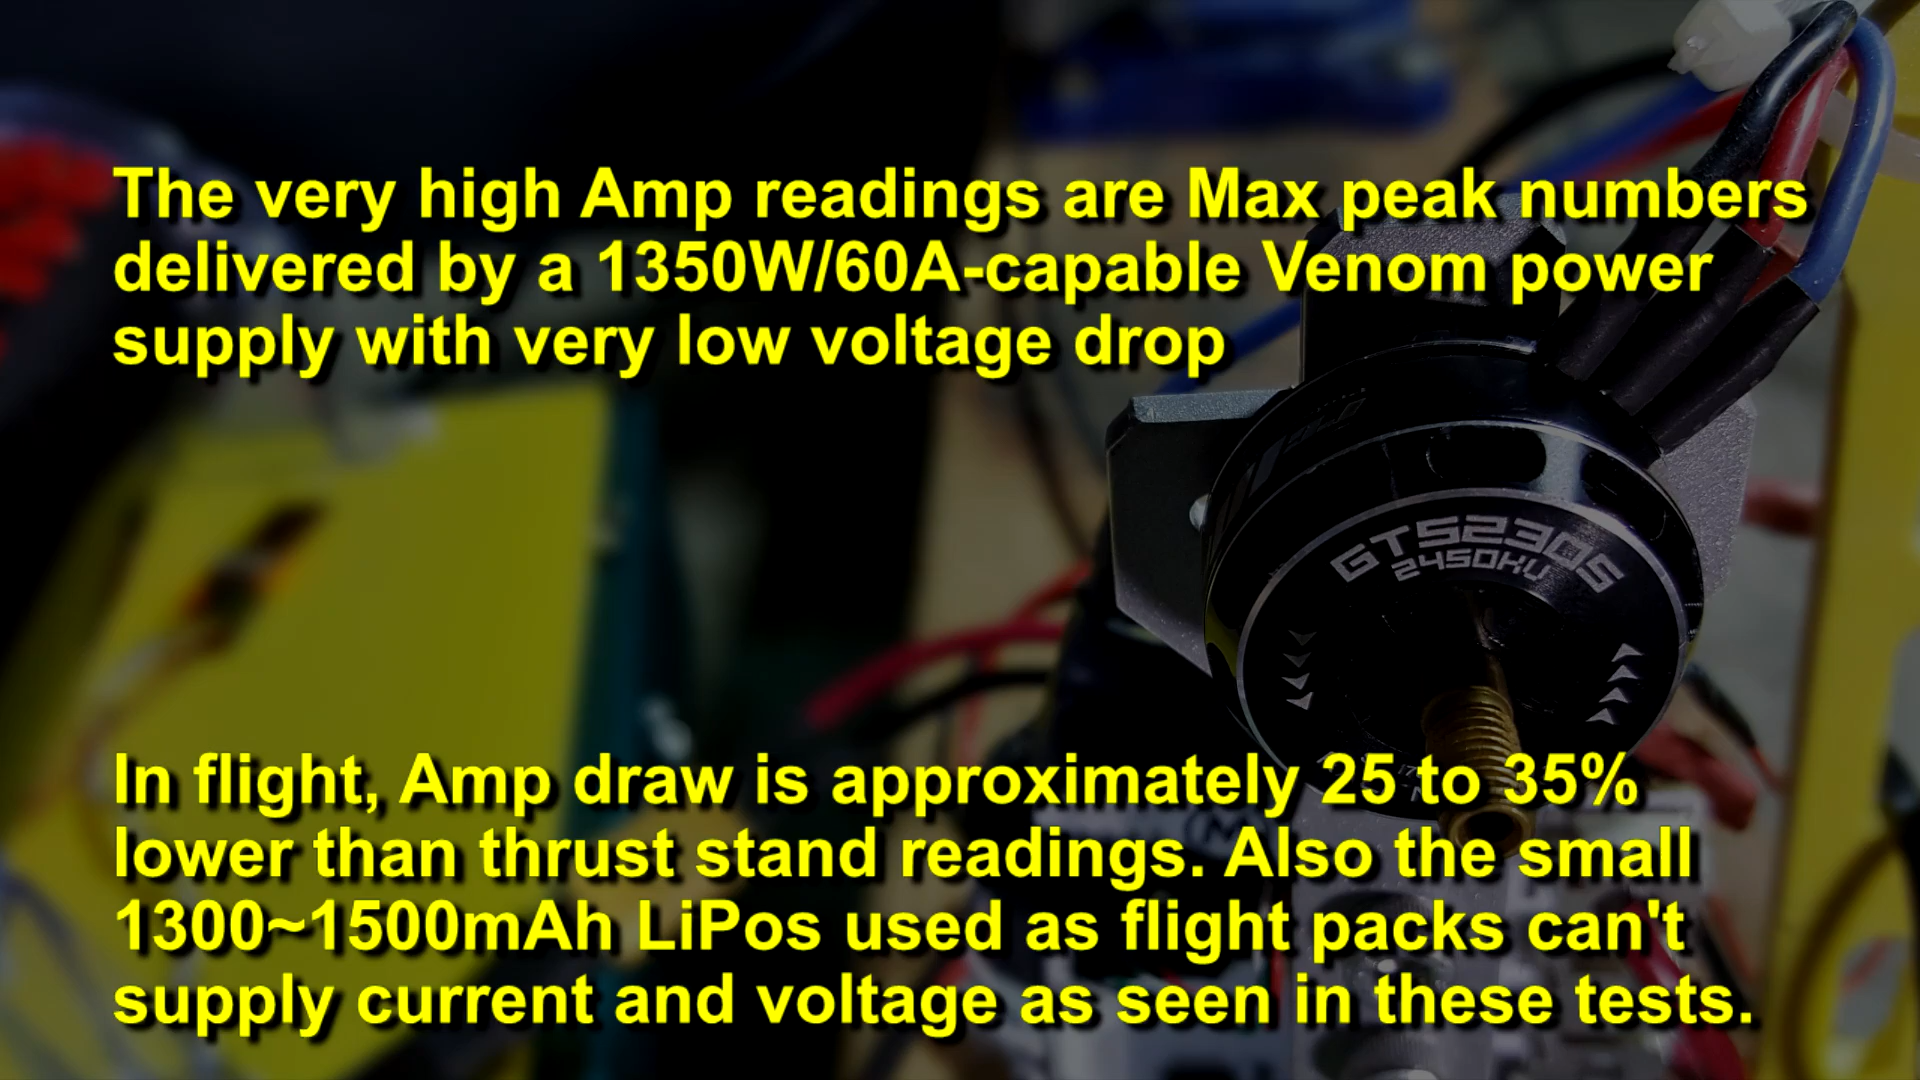 The very high Amp readings are Max peak numbers
delivered by a 1350W/60A-capable Venom power
supply with very low voltage drop
GTS2305
2450KV
In flight, Amp draw is approximately 25 to 35%
lower than thrust stand readings. Also the small
1300~1500mAh LiPos used as flight packs can't
supply current and voltage as seen in these tests.